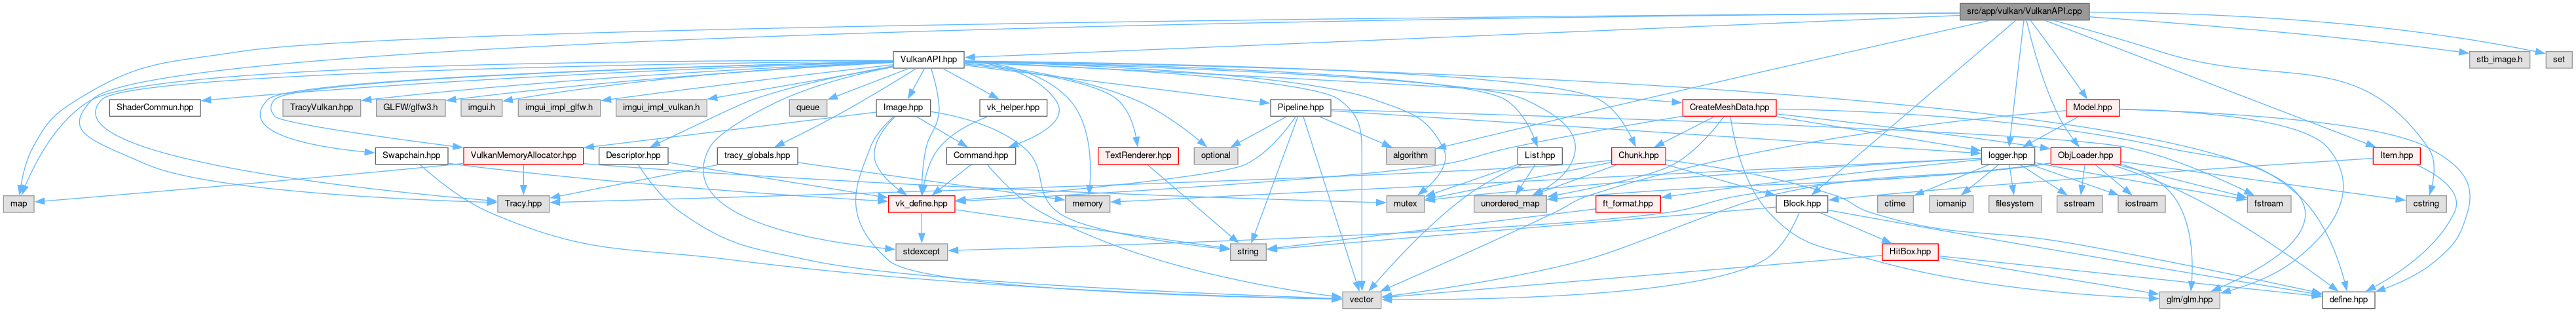 src/app/vulkan/VulkanAPI.cpp
VulkanAPI.hpp
stb_image.h
set
ShaderCommun.hpp
TracyVulkan.hpp
GLFW/glfw3.h
imgui.h
imgui_impl_glfw.h
imgui_impl_vulkan.h
queue
Image.hpp
vk_helper.hpp
Pipeline.hpp
CreateMeshData.hpp
Model.hpp
Swapchain.hpp
VulkanMemoryAllocator.hpp
Descriptor.hpp
tracy_globals.hpp
Command.hpp
TextRenderer.hpp
optional
algorithm
List.hpp
Chunk.hpp
logger.hpp
ObjLoader.hpp
Item.hpp
map
Tracy.hpp
vk_define.hpp
memory
mutex
unordered_map
ft_format.hpp
ctime
iomanip
filesystem
Block.hpp
sstream
iostream
fstream
cstring
stdexcept
string
HitBox.hpp
vector
glm/glm.hpp
define.hpp